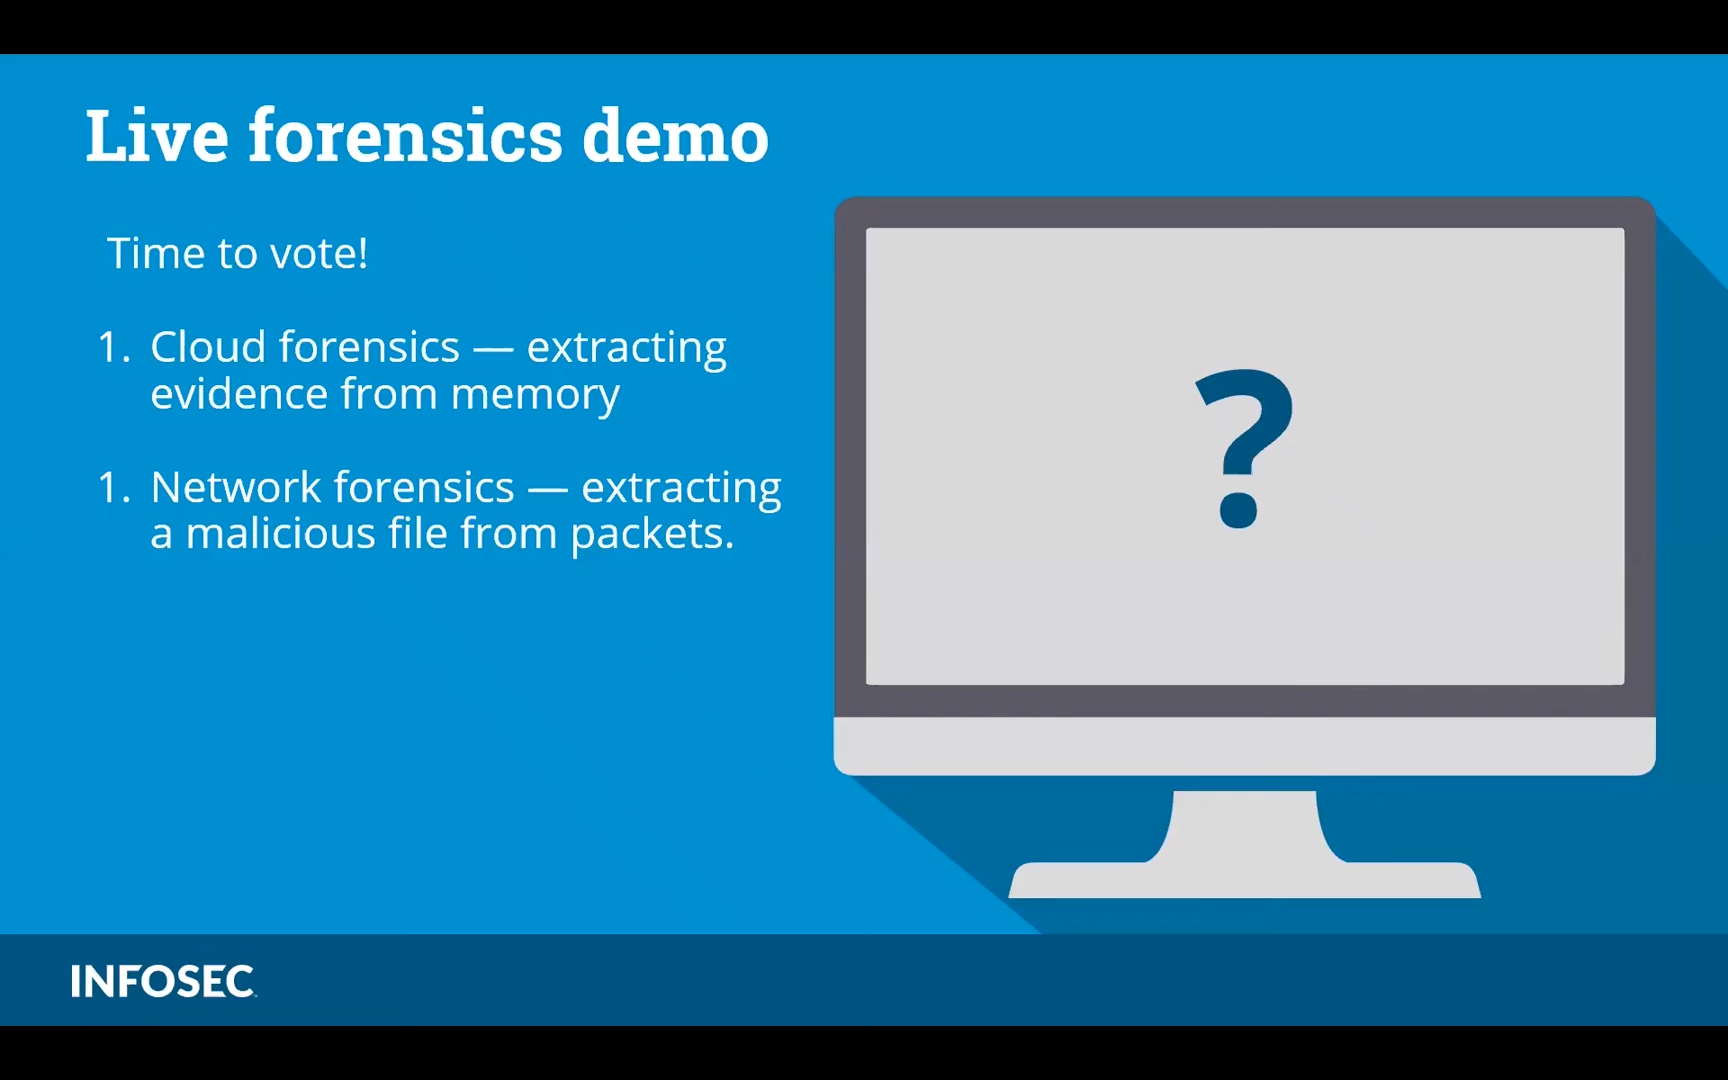 Live forensics demo
Time to vote!
1. Cloud forensics — extracting
evidence from memory
1. Network forensics — extracting
a malicious file from packets.
?
INFOSEC